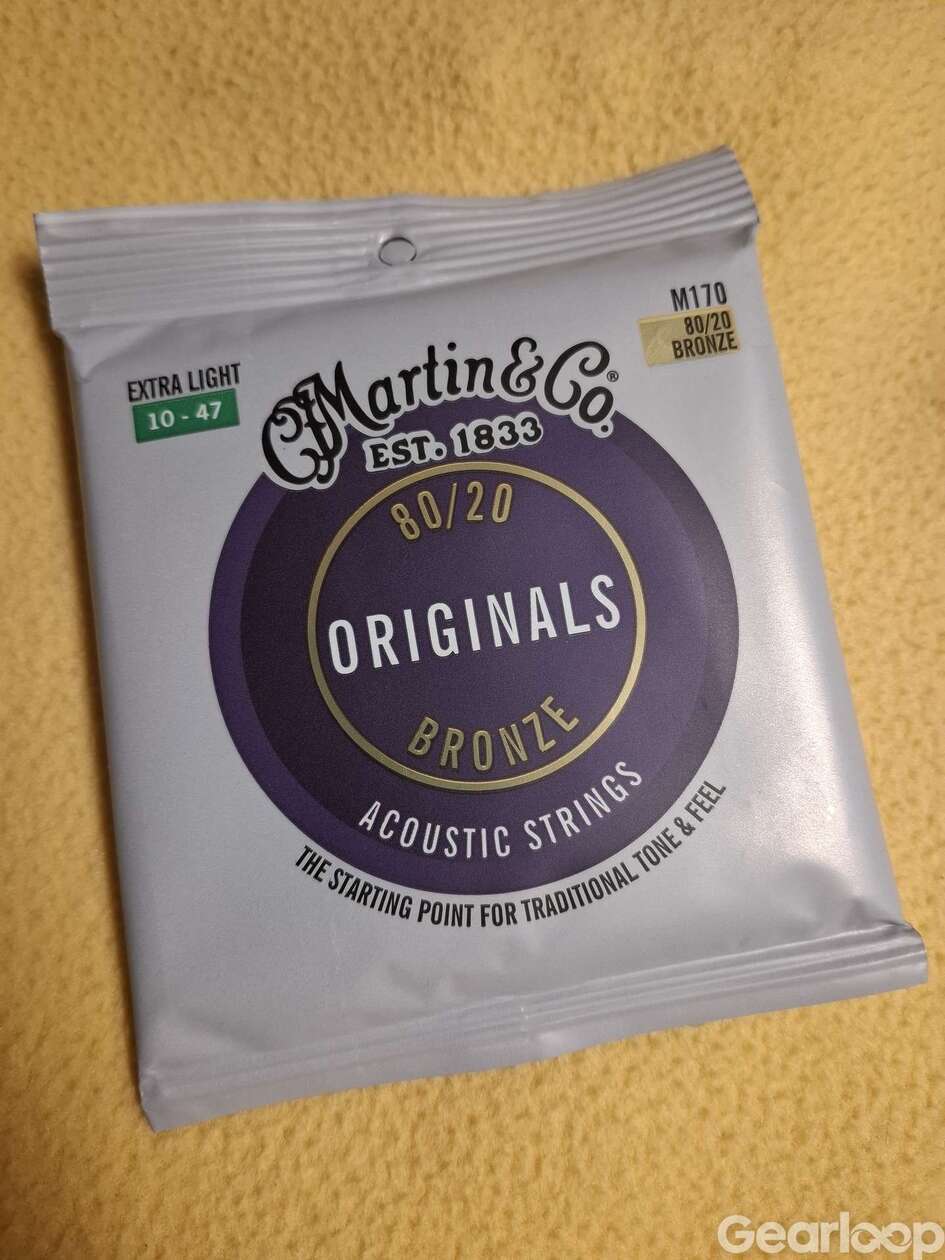 M170
80/20
BRONZE
EXTRA LIGHT
10 - 47
CF Martin & Co.®
EST. 1833
80/20
ORIGINALS
BRONZE
ACOUSTIC STRINGS
THE STARTING POINT FOR TRADITIONAL TONE & FEEL
Gearloop